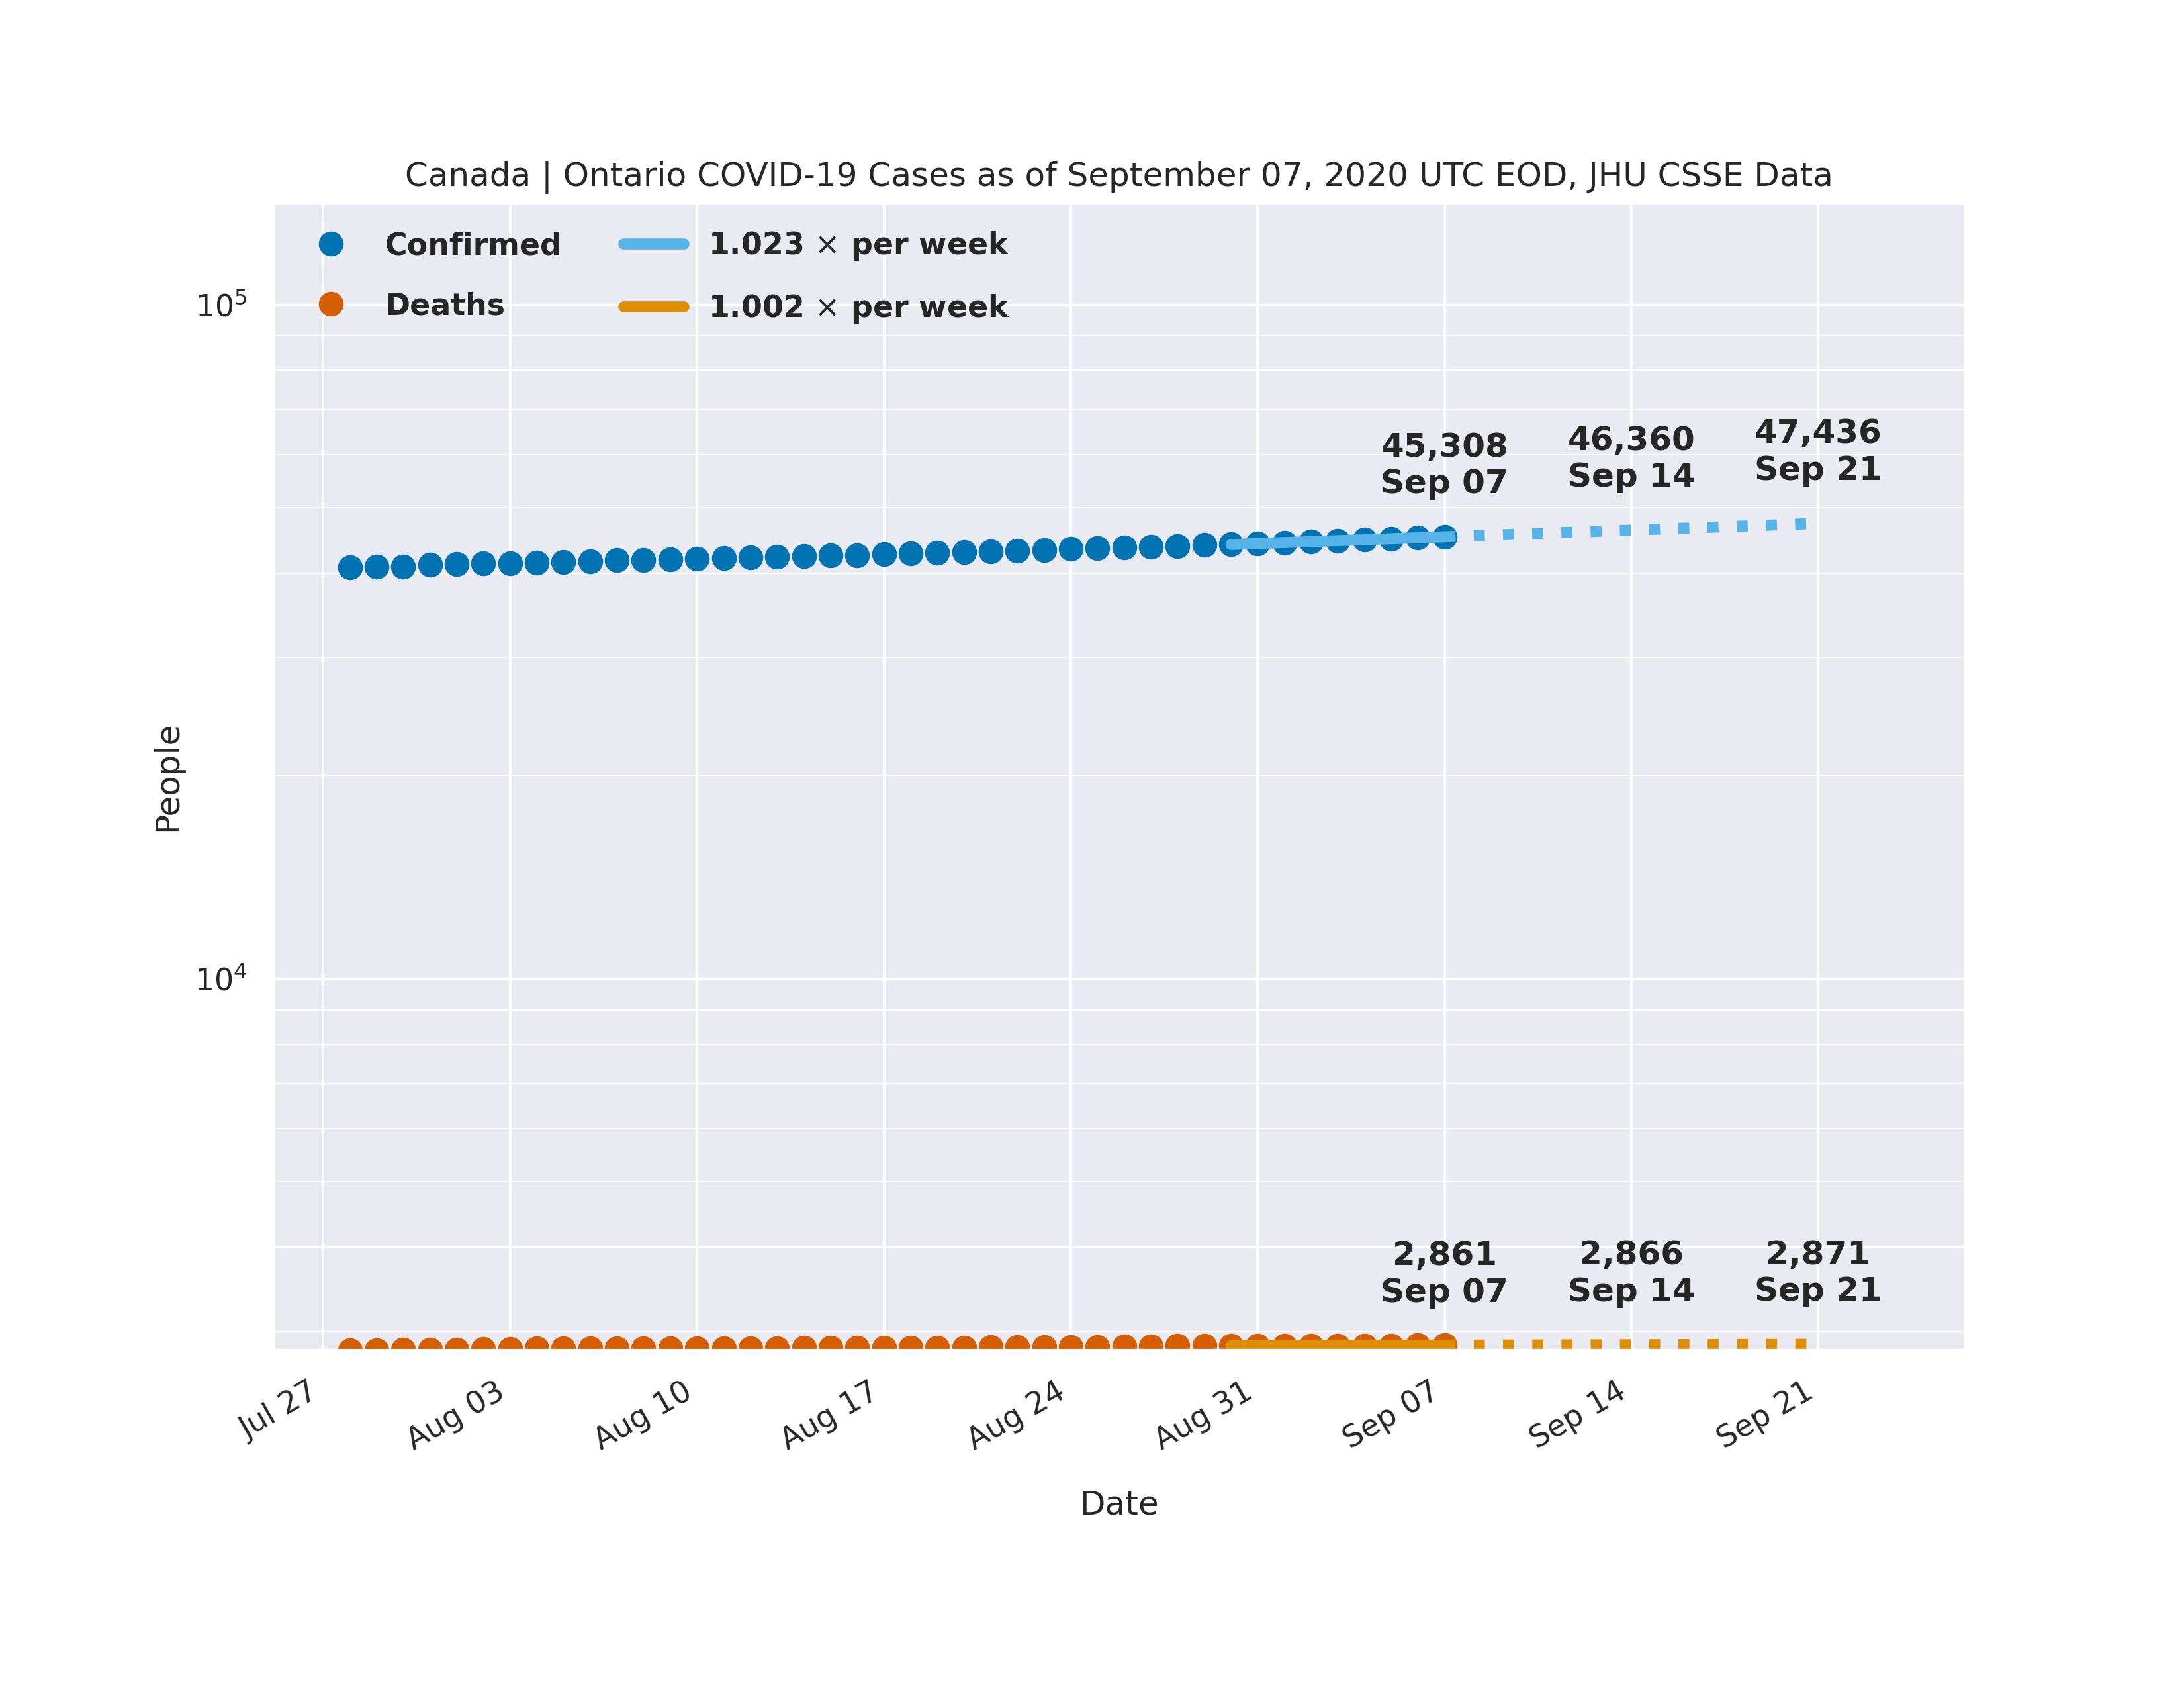 Canada | Ontario COVID-19 Cases as of September 07, 2020 UTC EOD, JHU CSSE Data
Confirmed
Deaths
1.023 × per week
1.002 × per week
10⁵
10⁴
People
45,308
Sep 07
46,360
Sep 14
47,436
Sep 21
2,861
Sep 07
2,866
Sep 14
2,871
Sep 21
Jul 27
Aug 03
Aug 10
Aug 17
Aug 24
Aug 31
Sep 07
Sep 14
Sep 21
Date